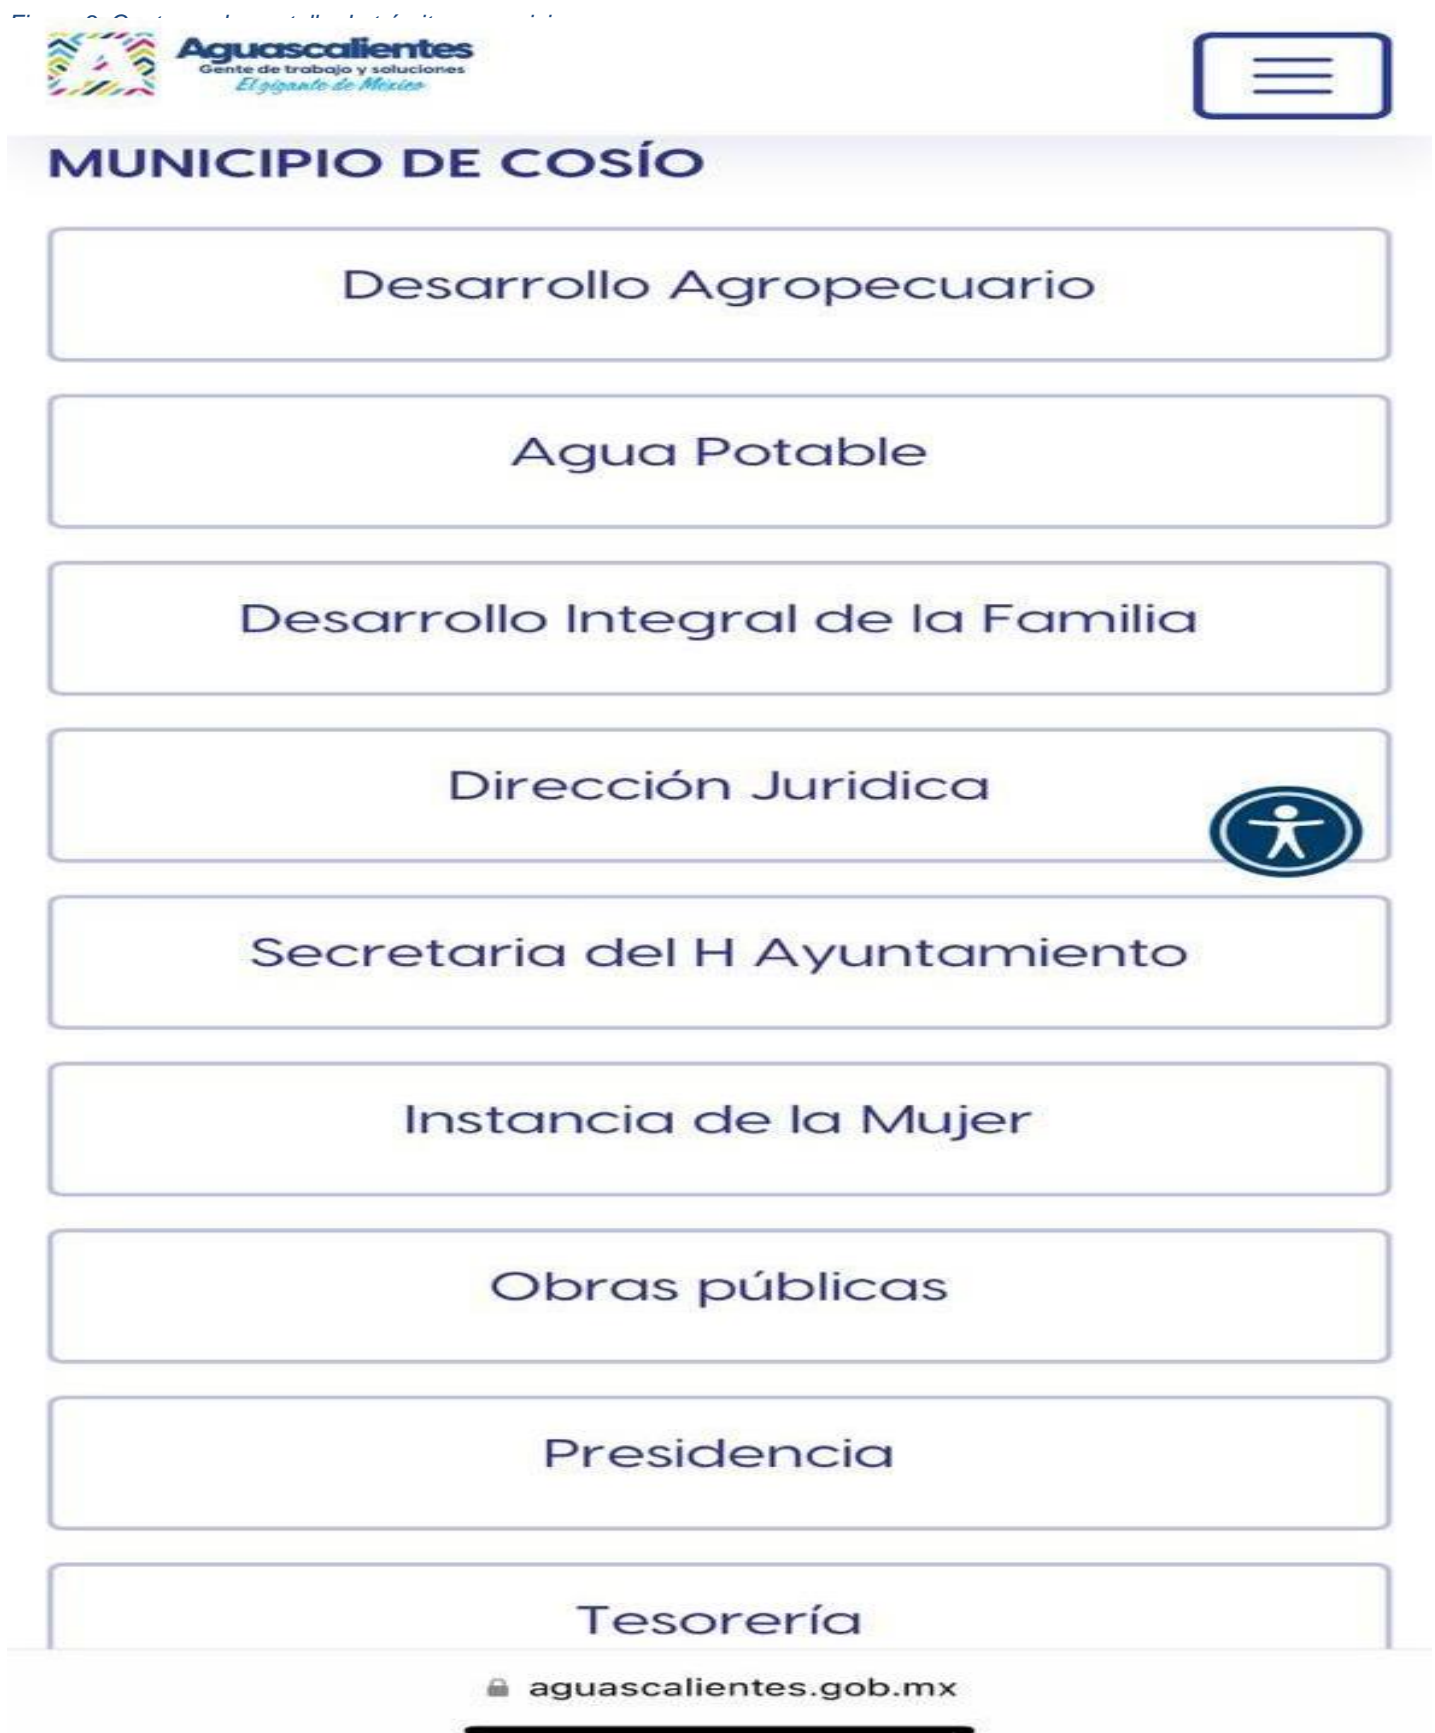 Aguascalientes
Gente de trabajo y soluciones
El gigante de México
MUNICIPIO DE COSÍO
Desarrollo Agropecuario
Agua Potable
Desarrollo Integral de la Familia
Dirección Juridica
Secretaria del H Ayuntamiento
Instancia de la Mujer
Obras públicas
Presidencia
Tesorería
aguascalientes.gob.mx